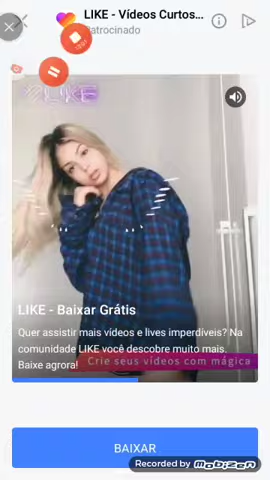 LIKE - Vídeos Curtos...
Patrocinado
LIKE
LIKE - Baixar Grátis
Quer assistir mais vídeos e lives imperdíveis? Na
comunidade LIKE você descobre muito mais.
Baixe agora!
Crie seus vídeos com mágica
BAIXAR
Recorded by Mobizen